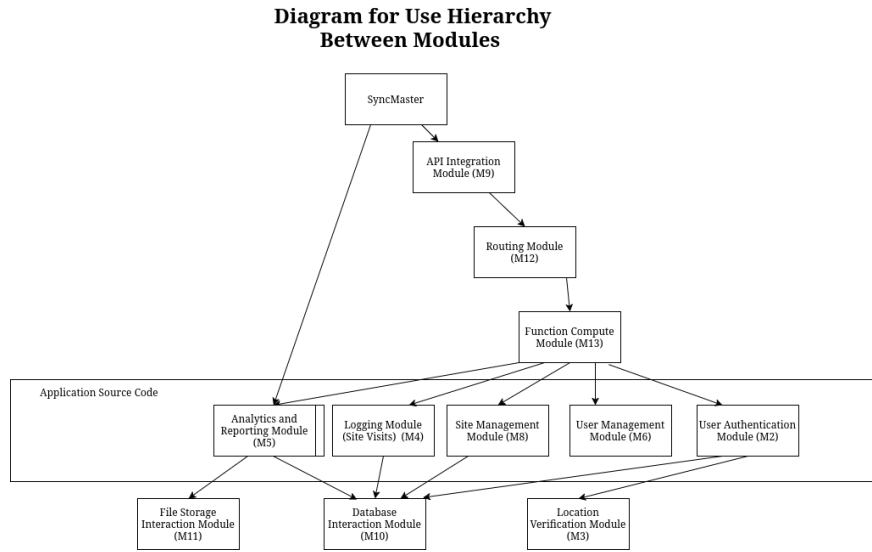 Diagram for Use Hierarchy
Between Modules
SyncMaster
API Integration
Module (M9)
Routing Module
(M12)
Function Compute
Module (M13)
Application Source Code
Analytics and
Reporting Module
(M5)
Logging Module
(Site Visits) (M4)
Site Management
Module (M8)
User Management
Module (M6)
User Authentication
Module (M2)
File Storage
Interaction Module
(M11)
Database
Interaction Module
(M10)
Location
Verification Module
(M3)